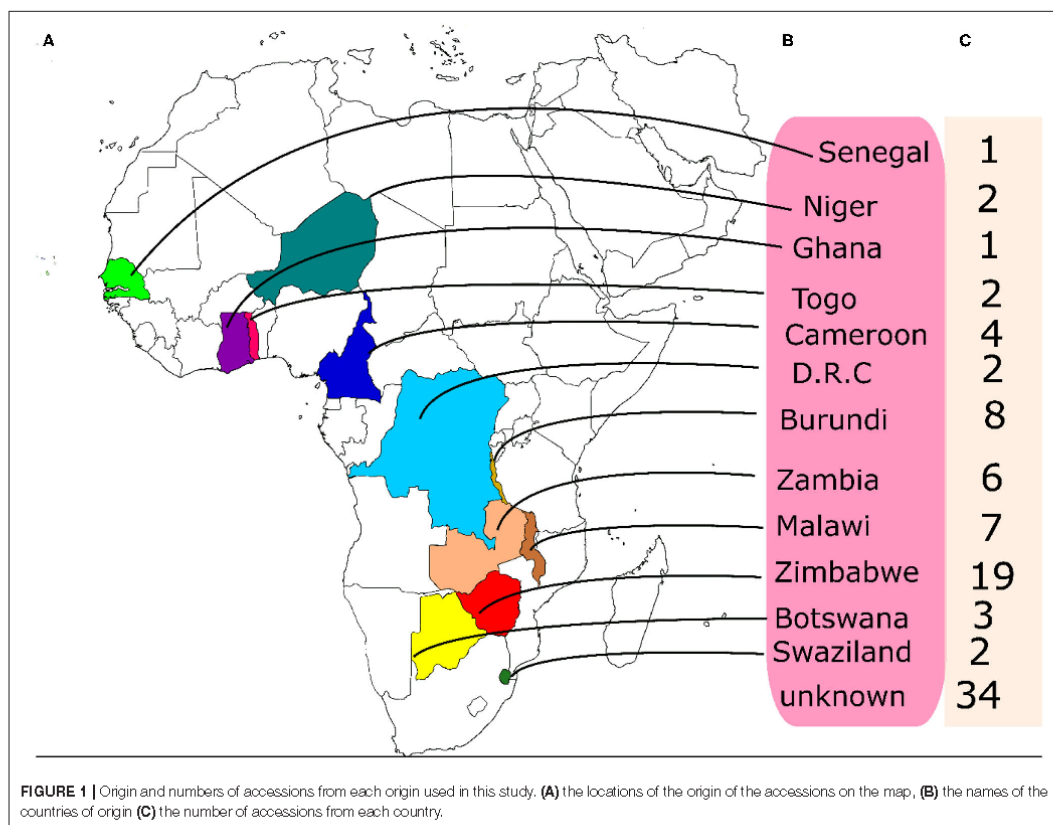 A B C
Senegal 1
Niger 2
Ghana 1
Togo 2
Cameroon 4
D.R.C 2
Burundi 8
Zambia 6
Malawi 7
Zimbabwe 19
Botswana 3
Swaziland 2
unknown 34
FIGURE 1 | Origin and numbers of accessions from each origin used in this study. (A) the locations of the origin of the accessions on the map, (B) the names of the
countries of origin (C) the number of accessions from each country.